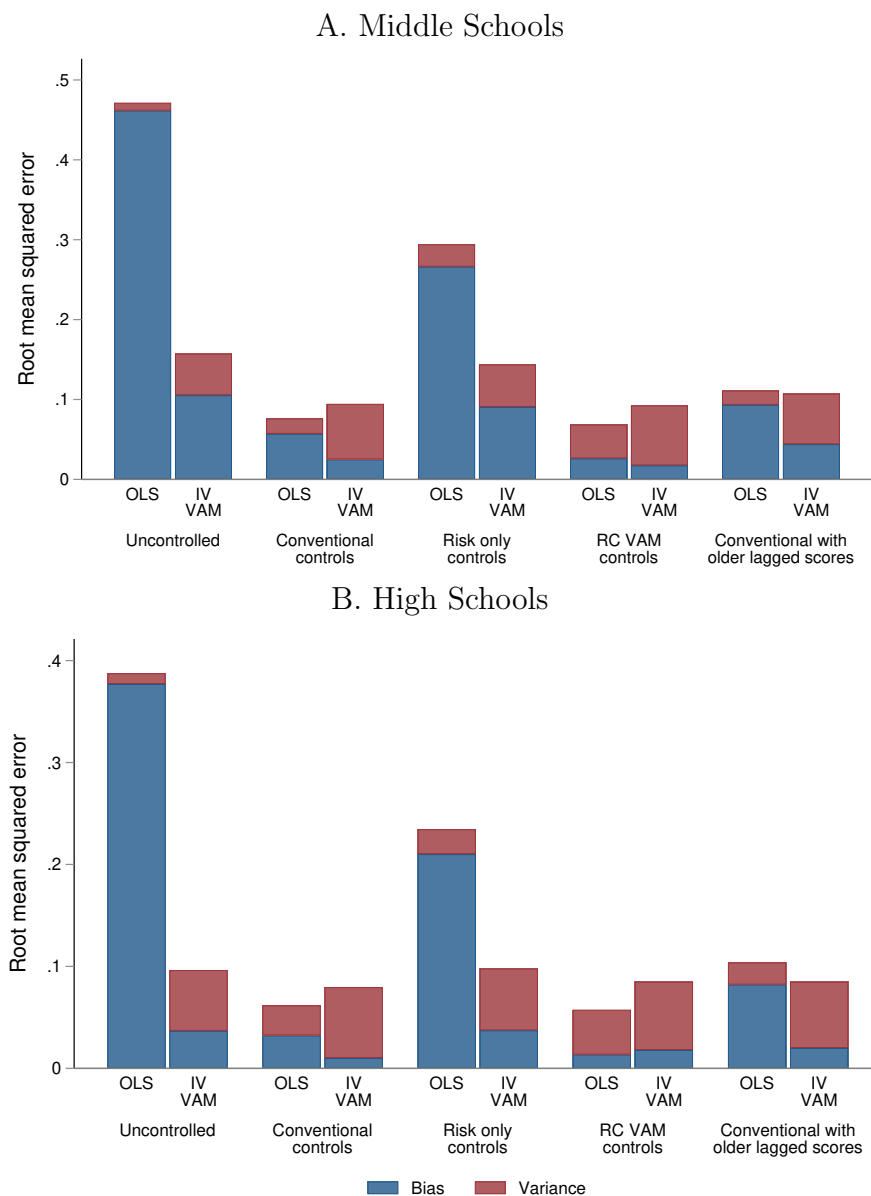 A. Middle Schools
Root mean squared error
.5
.4
.3
.2
.1
0
OLS IV VAM OLS IV VAM OLS IV VAM OLS IV VAM OLS IV VAM
Uncontrolled
Conventional controls
Risk only controls
RC VAM controls
Conventional with older lagged scores
B. High Schools
Root mean squared error
.4
.3
.2
.1
0
OLS IV VAM OLS IV VAM OLS IV VAM OLS IV VAM OLS IV VAM
Uncontrolled
Conventional controls
Risk only controls
RC VAM controls
Conventional with older lagged scores
Bias Variance